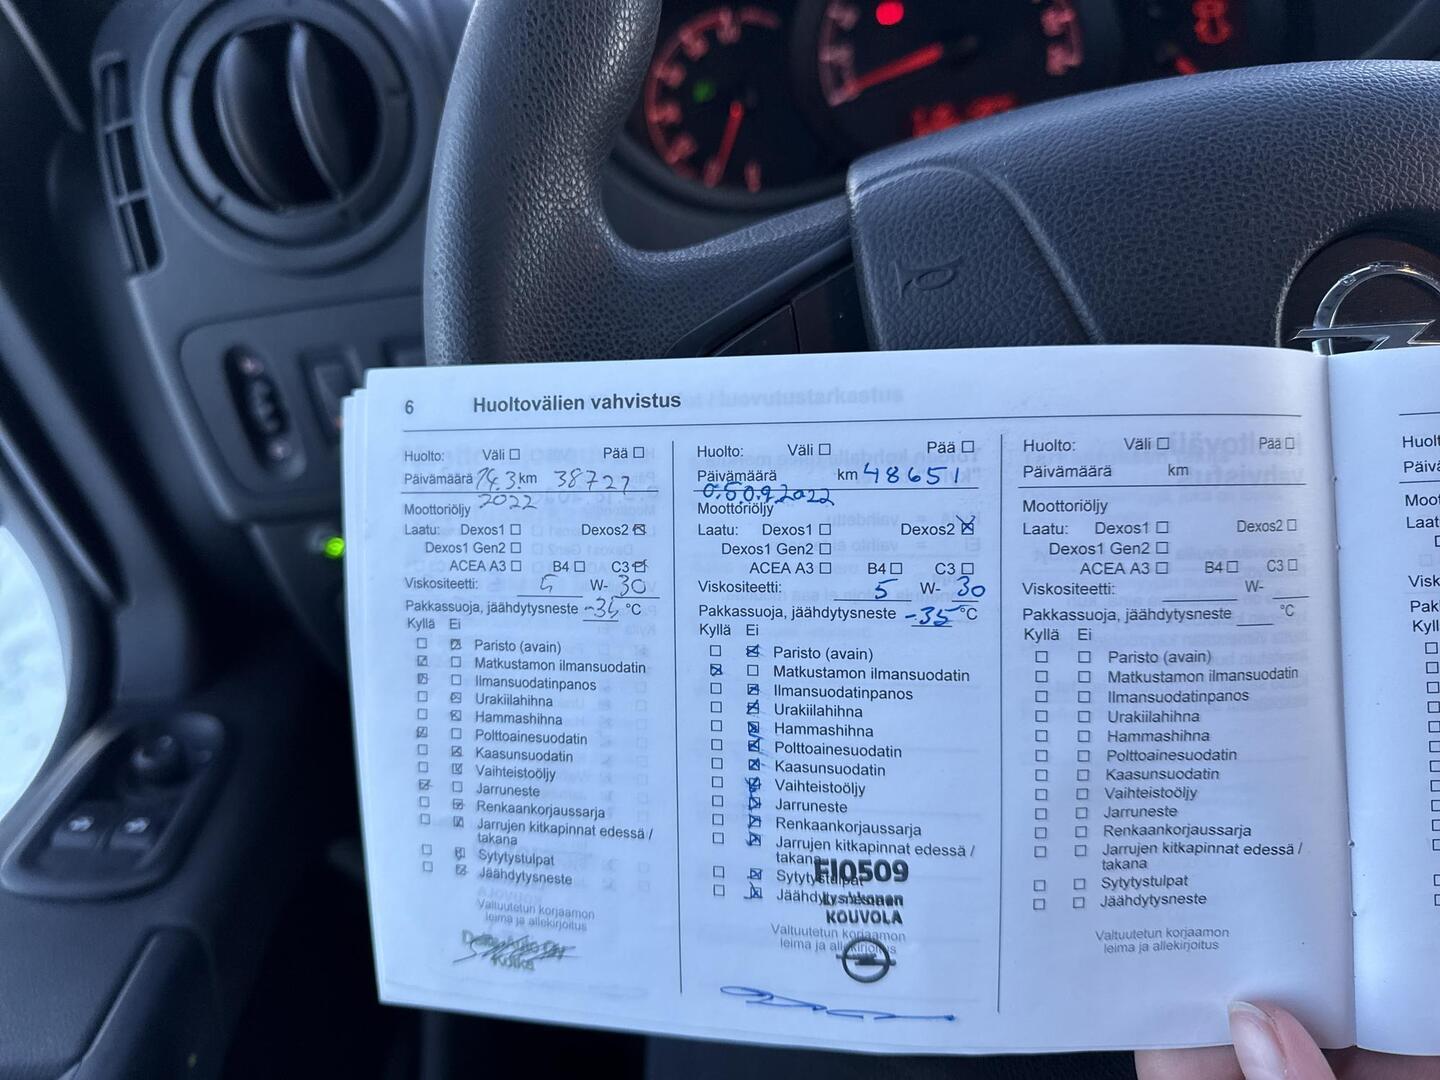 6 Huoltovälien vahvistus
Huolto: Väli Pää
Päivämäärä 14.3. km 38727
2022
Moottoriöljy
Laatu: Dexos1 Dexos2
Dexos1 Gen2
ACEA A3 B4 C3
Viskositeetti: 5 W- 30
Pakkassuoja, jäähdytysneste -35 °C
Kyllä Ei
Paristo (avain)
Matkustamon ilmansuodatin
Ilmansuodatinpanos
Urakiilahihna
Hammashihna
Polttoainesuodatin
Kaasunsuodatin
Vaihteistoöljy
Jarruneste
Renkaankorjaussarja
Jarrujen kitkapinnat edessä /
takana
Sytytystulpat
Jäähdytysneste
Valtuutetun korjaamon
leima ja allekirjoitus
Kotka
Huolto: Väli Pää
Päivämäärä km 48651
0.5.09.2022
Moottoriöljy
Laatu: Dexos1 Dexos2
Dexos1 Gen2
ACEA A3 B4 C3
Viskositeetti: 5 W- 30
Pakkassuoja, jäähdytysneste -35 °C
Kyllä Ei
Paristo (avain)
Matkustamon ilmansuodatin
Ilmansuodatinpanos
Urakiilahihna
Hammashihna
Polttoainesuodatin
Kaasunsuodatin
Vaihteistoöljy
Jarruneste
Renkaankorjaussarja
Jarrujen kitkapinnat edessä /
takana
FI0509
Sytytystulpat
Jäähdytysneste
KOUVOLA
Valtuutetun korjaamon
leima ja allekirjoitus
Huolto: Väli Pää
Päivämäärä km
Moottoriöljy
Laatu: Dexos1 Dexos2
Dexos1 Gen2
ACEA A3 B4 C3
Viskositeetti: W-
Pakkassuoja, jäähdytysneste °C
Kyllä Ei
Paristo (avain)
Matkustamon ilmansuodatin
Ilmansuodatinpanos
Urakiilahihna
Hammashihna
Polttoainesuodatin
Kaasunsuodatin
Vaihteistoöljy
Jarruneste
Renkaankorjaussarja
Jarrujen kitkapinnat edessä /
takana
Sytytystulpat
Jäähdytysneste
Valtuutetun korjaamon
leima ja allekirjoitus